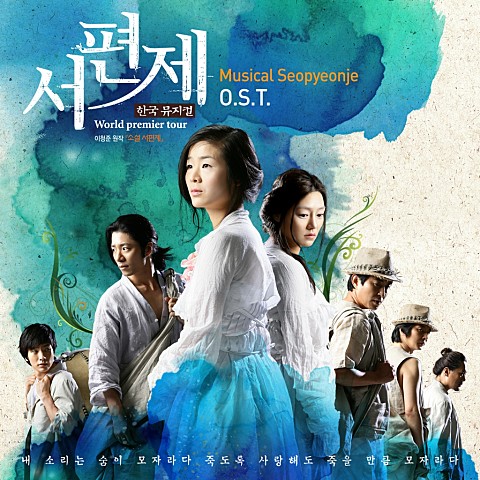 서편제
한국 뮤지컬
World premier tour
이청준 원작 「소설 서편제」
Musical Seopyeonje
O.S.T.
내 소리는 숨이 모자라다 죽도록 사랑해도 죽을 만큼 모자라다